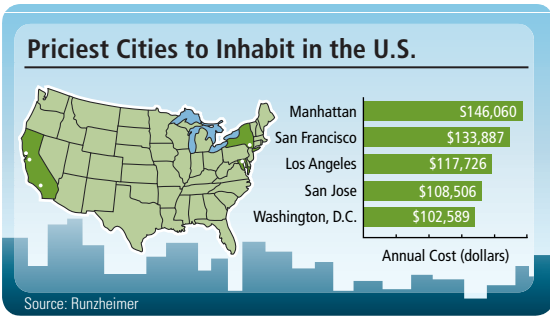 Priciest Cities to Inhabit in the U.S.
Manhattan $146,060
San Francisco $133,887
Los Angeles $117,726
San Jose $108,506
Washington, D.C. $102,589
Annual Cost (dollars)
Source: Runzheimer